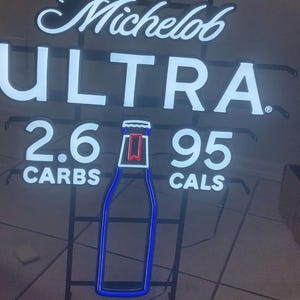 Michelob
ULTRA®
2.6 95
CARBS CALS